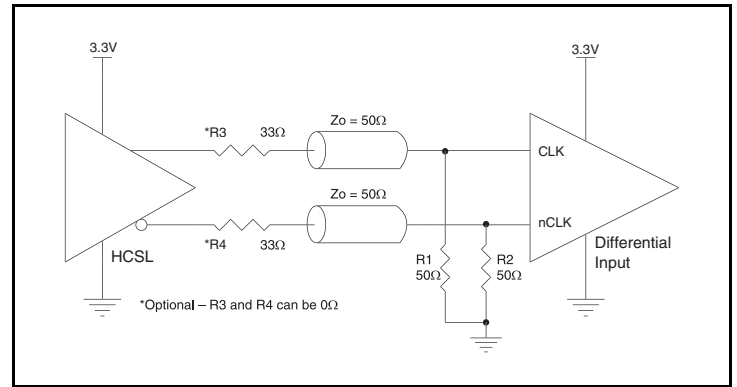 3.3V
3.3V
*R3 33Ω
Zo = 50Ω
CLK
Zo = 50Ω
nCLK
*R4 33Ω
HCSL
R1
50Ω
R2
50Ω
Differential
Input
*Optional – R3 and R4 can be 0Ω